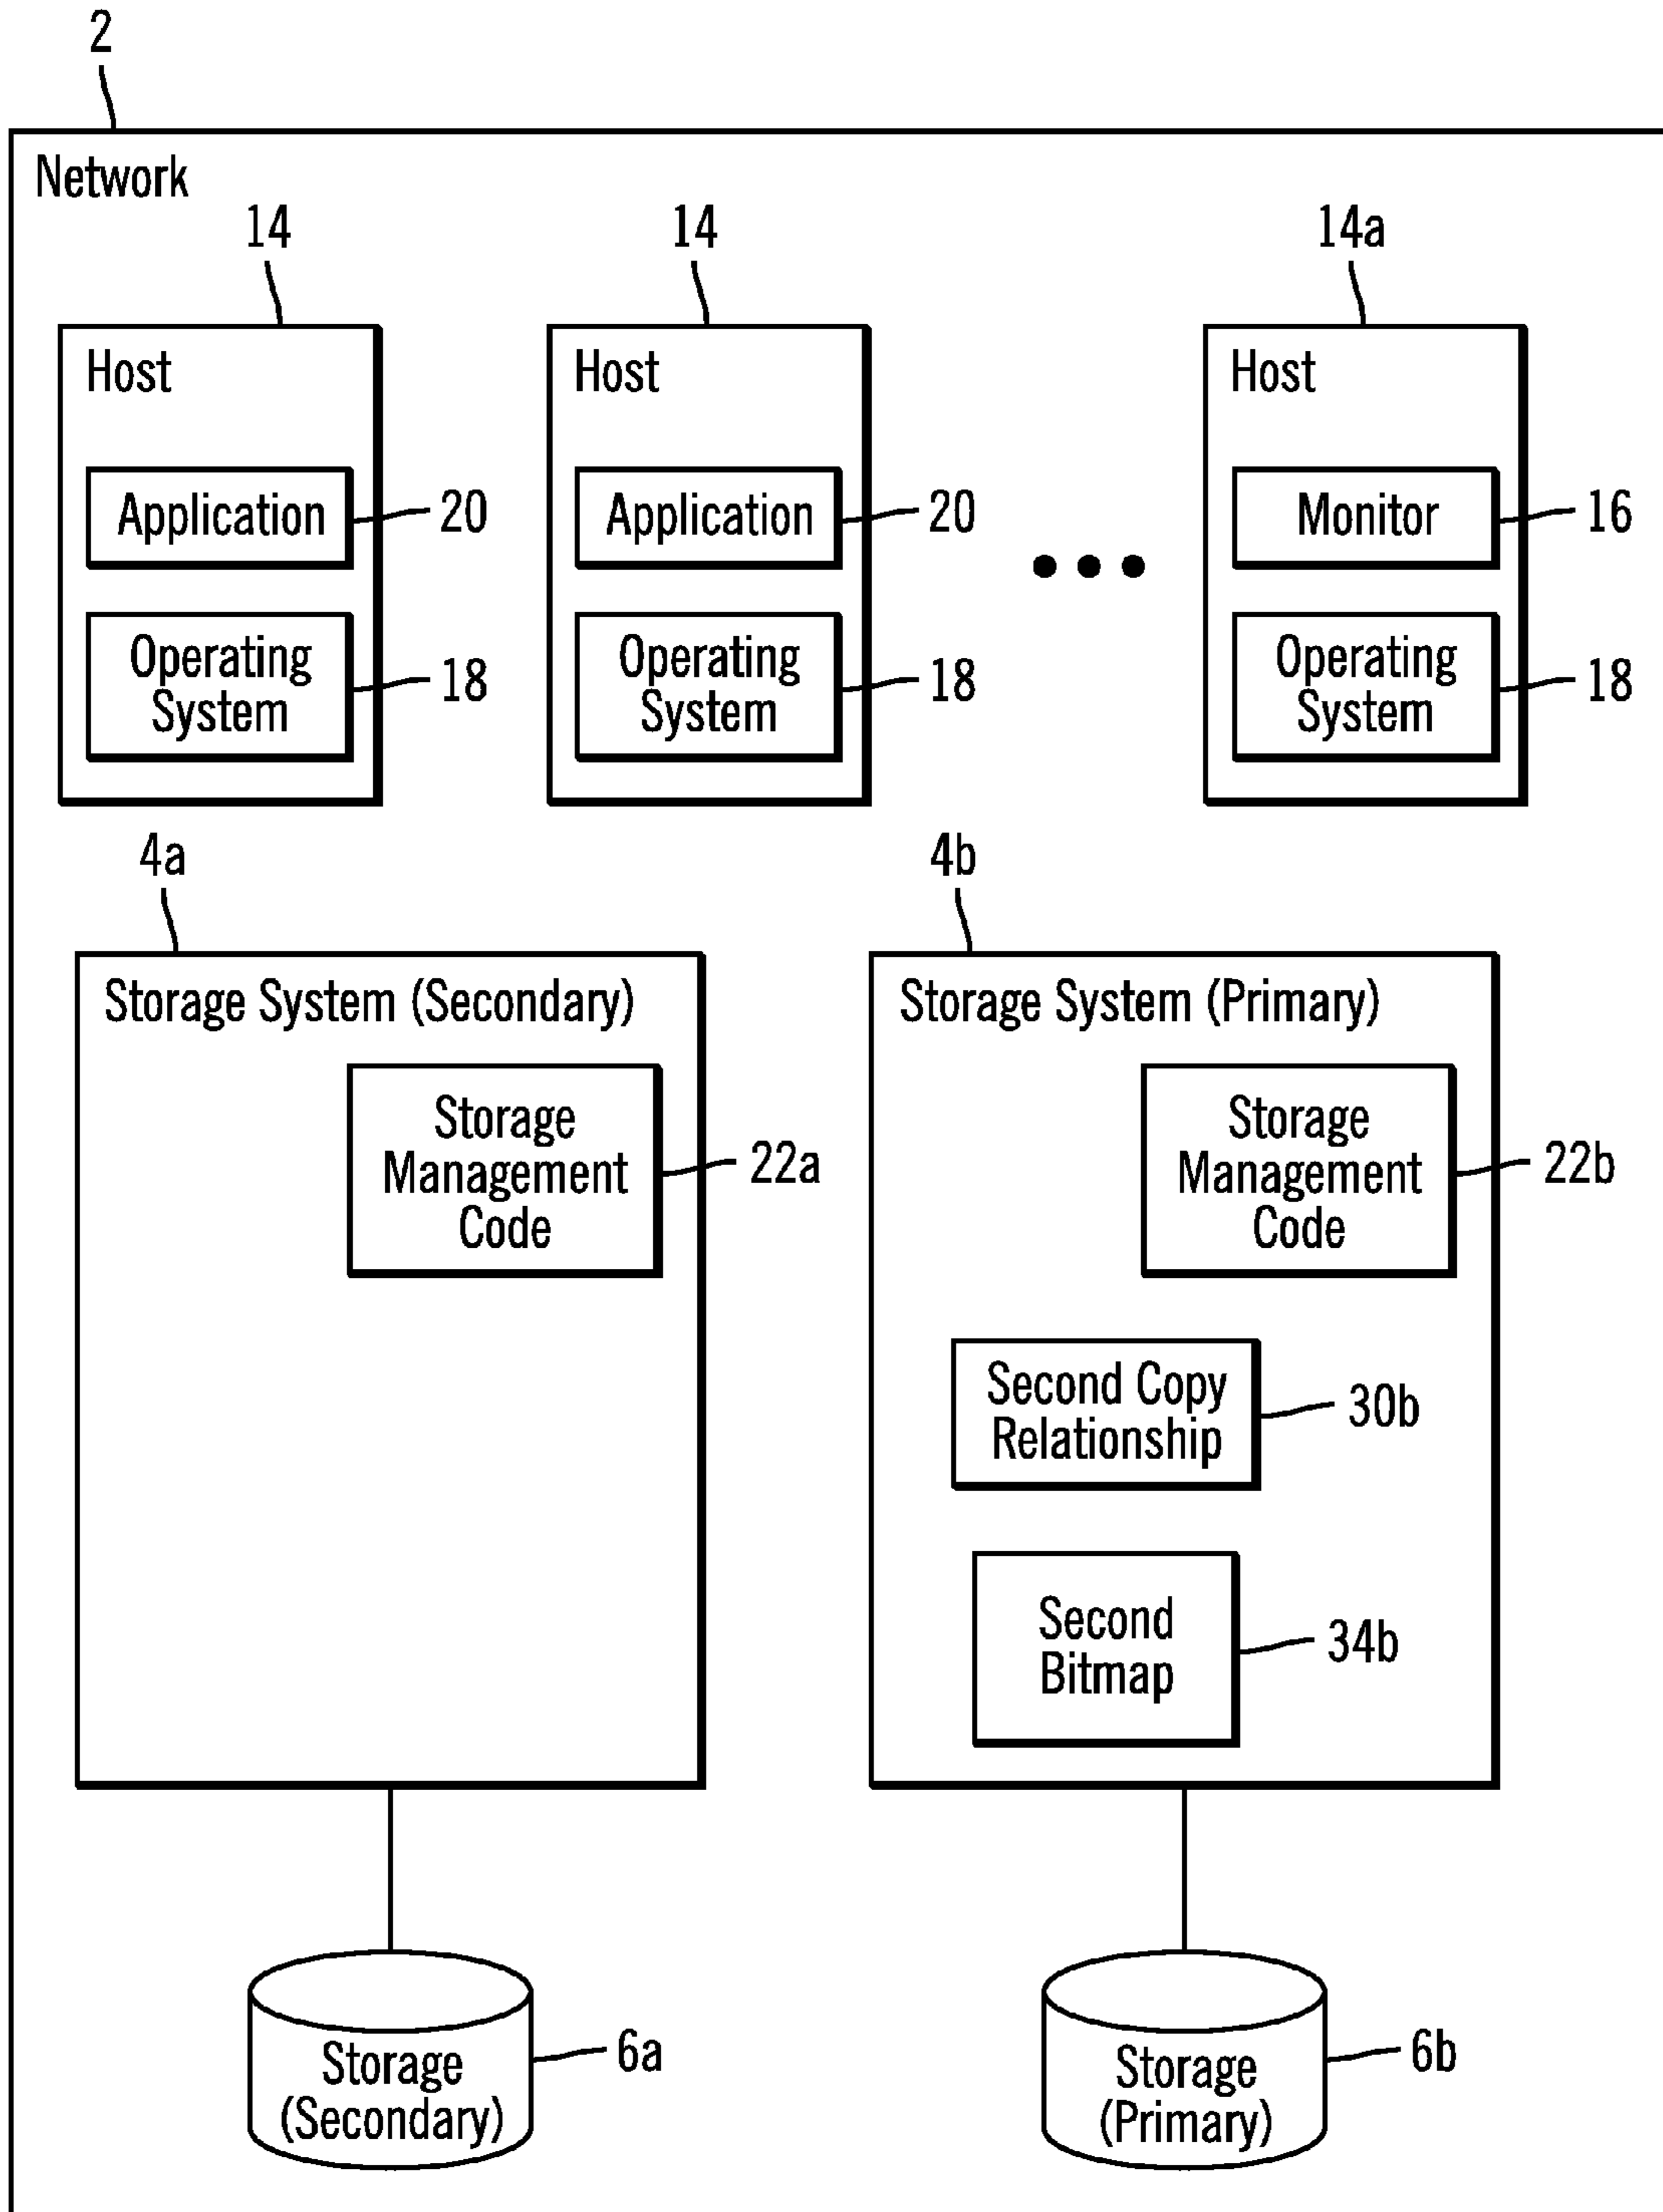 2
Network
14
14
14a
Host
Host
Host
Application
20
Application
20
Monitor
16
Operating
System
18
Operating
System
18
Operating
System
18
4a
4b
Storage System (Secondary)
Storage
Management
Code
22a
Storage System (Primary)
Storage
Management
Code
22b
Second Copy
Relationship
30b
Second
Bitmap
34b
Storage
(Secondary)
6a
Storage
(Primary)
6b